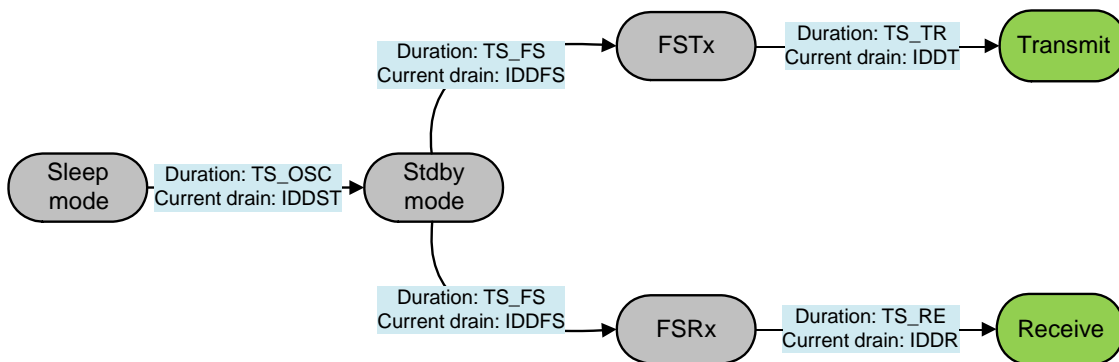 Duration: TS_FS
Current drain: IDDFS
FSTx
Duration: TS_TR
Current drain: IDDT
Transmit
Sleep
mode
Duration: TS_OSC
Current drain: IDDST
Stdby
mode
Duration: TS_FS
Current drain: IDDFS
FSRx
Duration: TS_RE
Current drain: IDDR
Receive